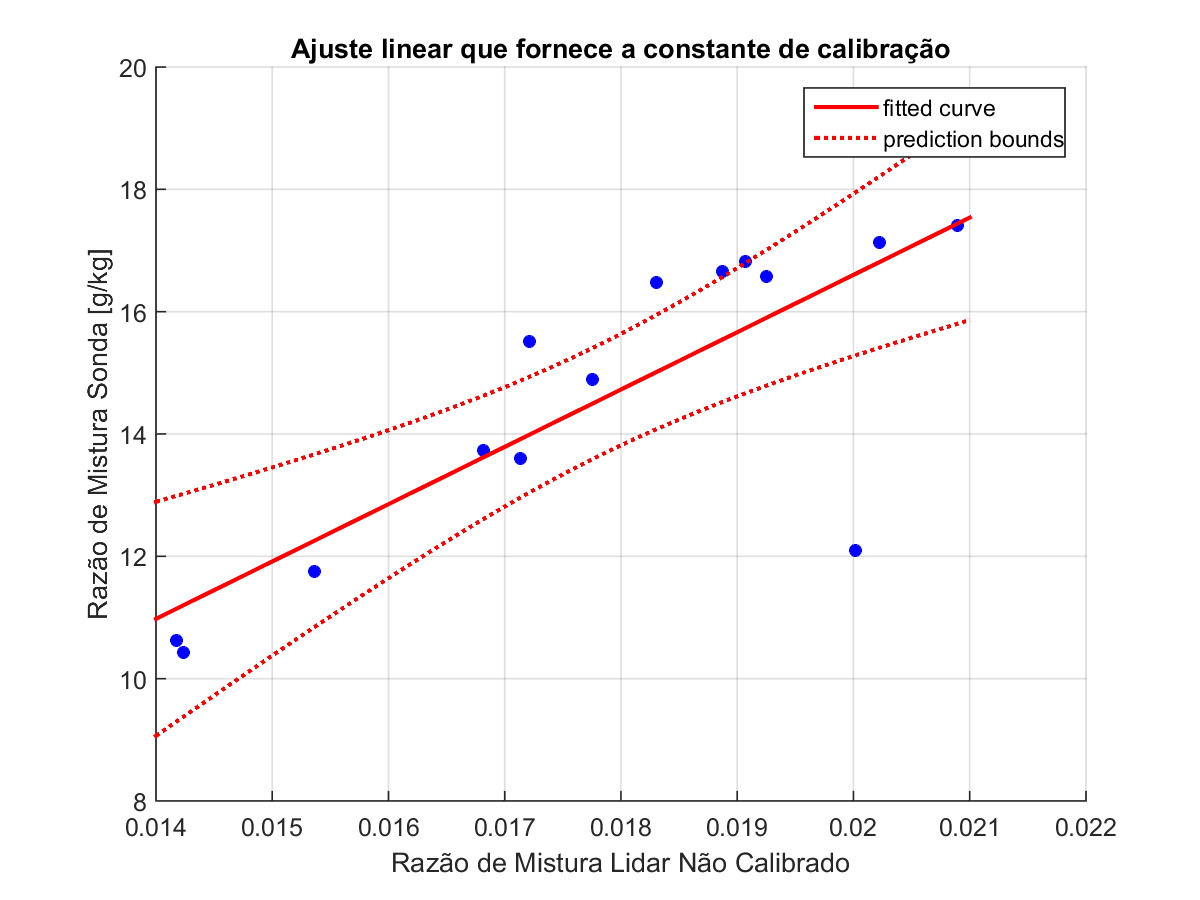 Ajuste linear que fornece a constante de calibração
fitted curve
prediction bounds
Razão de Mistura Sonda [g/kg]
20
18
16
14
12
10
8
0.014 0.015 0.016 0.017 0.018 0.019 0.02 0.021 0.022
Razão de Mistura Lidar Não Calibrado